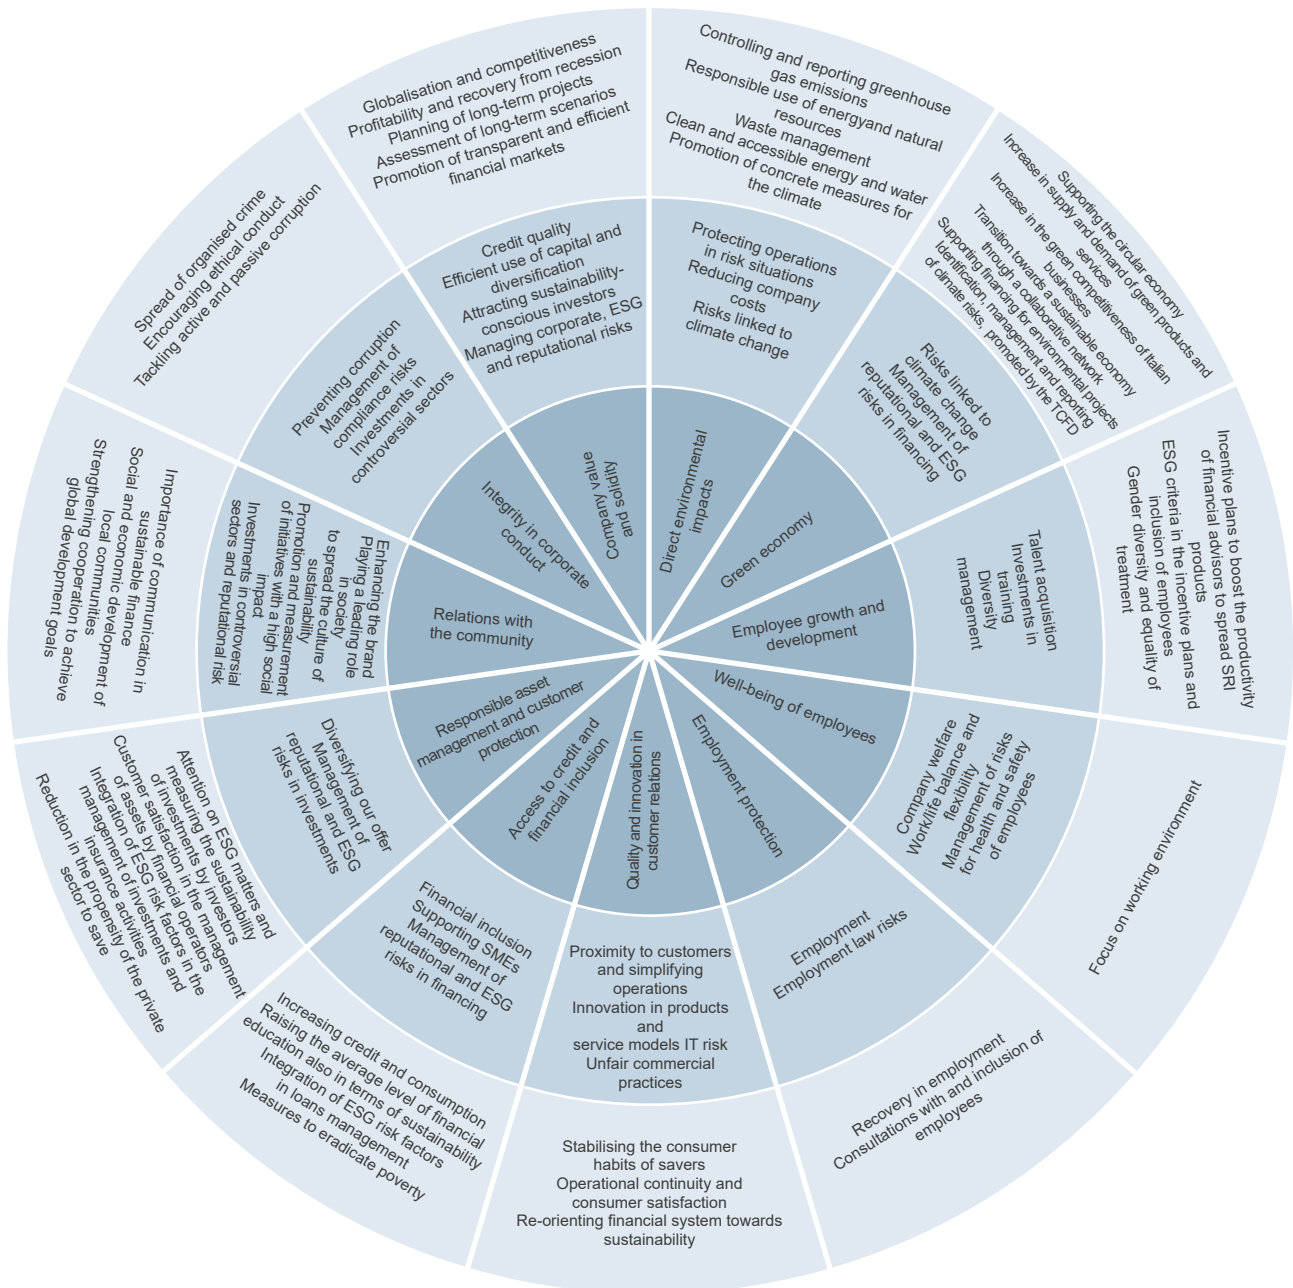 Controlling and reporting greenhouse
gas emissions
Responsible use of energyand natural
resources
Waste management
Clean and accessible energy and water
Promotion of concrete measures for
the climate
Protecting operations
in risk situations
Reducing company
costs
Risks linked to
climate change
Direct environmental
impacts
Supporting the circular economy
Increase in supply and demand of green products and
services
Increase in the green competitiveness of Italian
businesses
Transition towards a sustainable economy
through a collaborative network
Supporting financing for environmental projects
Identification, management and reporting
of climate risks, promoted by the TCFD
Risks linked to
climate change
Management of
reputational and ESG
risks in financing
Green economy
Incentive plans to boost the productivity
of financial advisors to spread SRI
products
ESG criteria in the incentive plans and
inclusion of employees
Gender diversity and equality of
treatment
Talent acquisition
Investments in
training
Diversity
management
Employee growth and
development
Focus on working environment
Company welfare
Work/life balance and
flexibility
Management of risks
for health and safety
of employees
Well-being of employees
Recovery in employment
Consultations with and inclusion of
employees
Employment
Employment law risks
Employment protection
Stabilising the consumer
habits of savers
Operational continuity and
consumer satisfaction
Re-orienting financial system towards
sustainability
Proximity to customers
and simplifying
operations
Innovation in products
and
service models IT risk
Unfair commercial
practices
Quality and innovation in
customer relations
Increasing credit and consumption
Raising the average level of financial
education also in terms of sustainability
Integration of ESG risk factors
in loans management
Measures to eradicate poverty
Financial inclusion
Supporting SMEs
Management of
reputational and ESG
risks in financing
Access to credit and
financial inclusion
Attention on ESG matters and
measuring the sustainability
of investments by investors
Customer satisfaction in the management
of assets by financial operators
Integration of ESG risk factors in the
management of investments and
insurance activities
Reduction in the propensity of the private
sector to save
Diversifying our offer
Management of
reputational and ESG
risks in investments
Responsible asset
management and customer
protection
Importance of communication in
sustainable finance
Social and economic development of
local communities
Strengthening cooperation to achieve
global development goals
Enhancing the brand
Playing a leading role
in society
to spread the culture of
sustainability
Promotion and measurement
of initiatives with a high social
impact
Investments in controversial
sectors and reputational risk
Relations with
the community
Spread of organised crime
Encouraging ethical conduct
Tackling active and passive corruption
Preventing corruption
Management of
compliance risks
Investments in
controversial sectors
Integrity in corporate
conduct
Globalisation and competitiveness
Profitability and recovery from recession
Planning of long-term projects
Assessment of long-term scenarios
Promotion of transparent and efficient
financial markets
Credit quality
Efficient use of capital and
diversification
Attracting sustainability-
conscious investors
Managing corporate, ESG
and reputational risks
Company value
and solidity